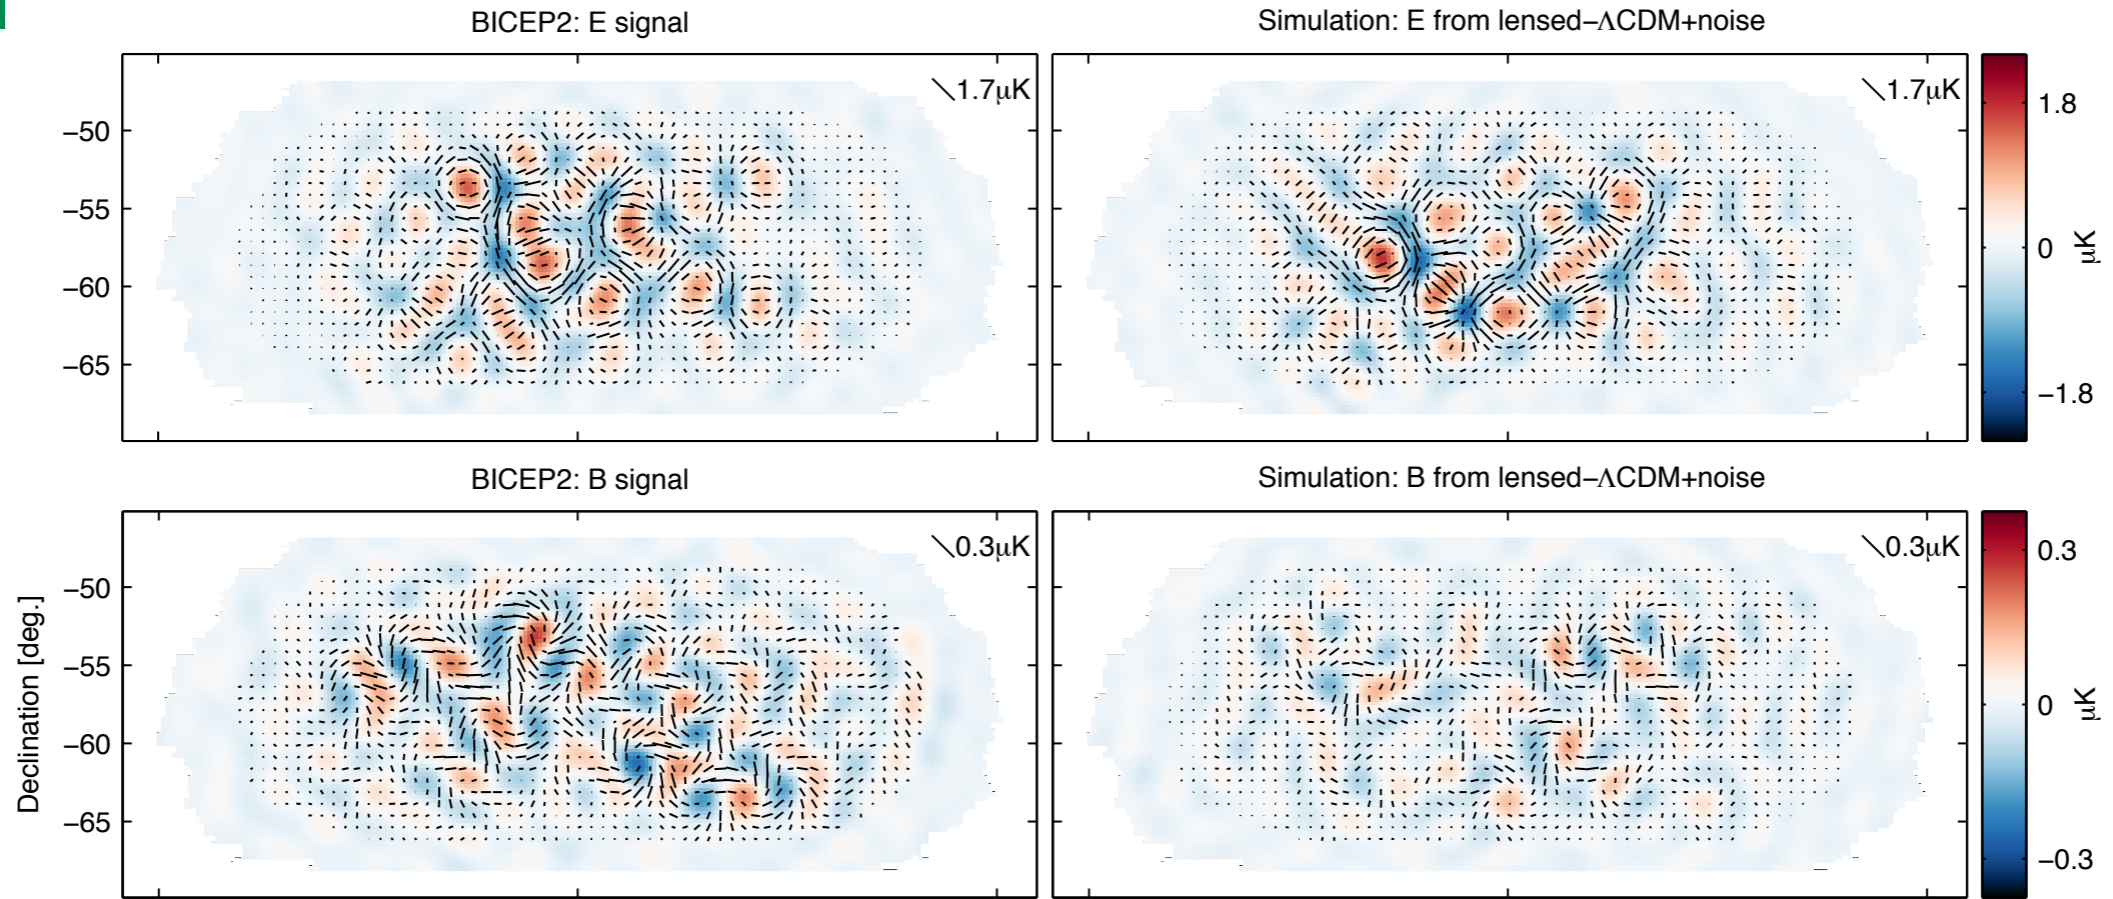 BICEP2: E signal
Simulation: E from lensed−ΛCDM+noise
1.7μK
1.7μK
−50
−55
−60
−65
1.8
0
−1.8
μK
BICEP2: B signal
Simulation: B from lensed−ΛCDM+noise
0.3μK
0.3μK
Declination [deg.]
−50
−55
−60
−65
0.3
0
−0.3
μK